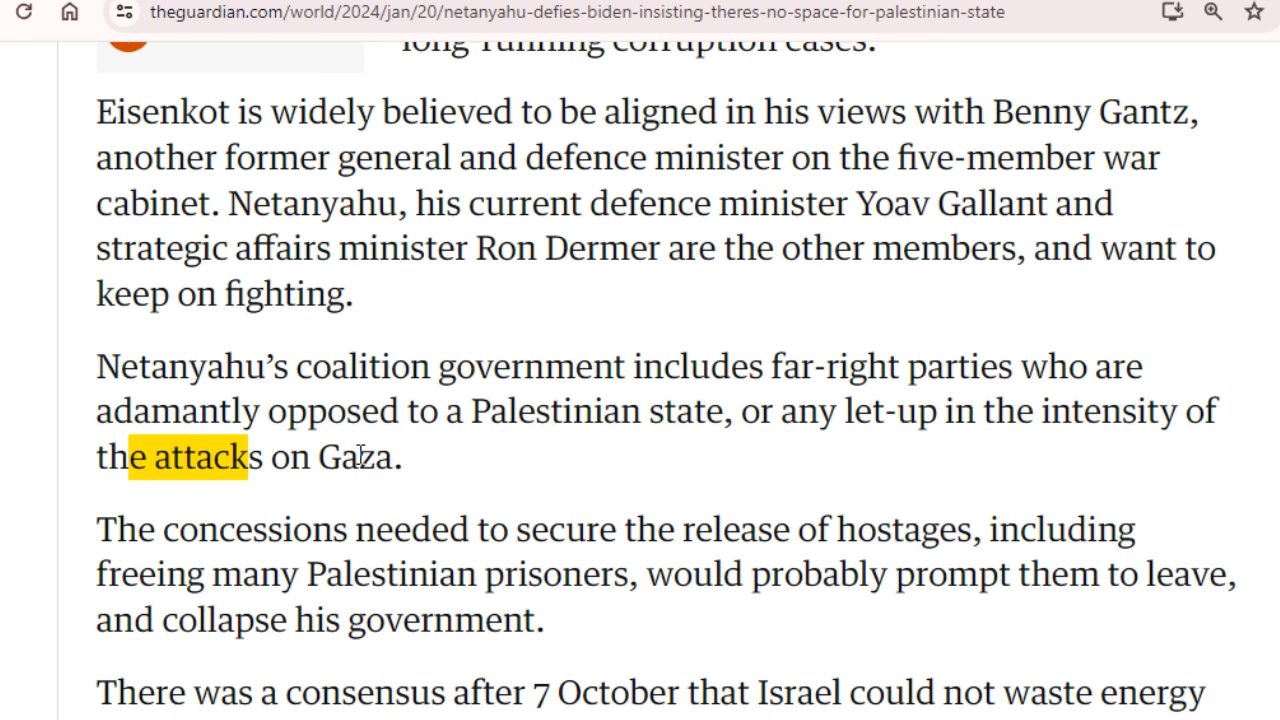 theguardian.com/world/2024/jan/20/netanyahu-defies-biden-insisting-theres-no-space-for-palestinian-state
long-running corruption cases.
Eisenkot is widely believed to be aligned in his views with Benny Gantz,
another former general and defence minister on the five-member war
cabinet. Netanyahu, his current defence minister Yoav Gallant and
strategic affairs minister Ron Dermer are the other members, and want to
keep on fighting.
Netanyahu’s coalition government includes far-right parties who are
adamantly opposed to a Palestinian state, or any let-up in the intensity of
the attacks on Gaza.
The concessions needed to secure the release of hostages, including
freeing many Palestinian prisoners, would probably prompt them to leave,
and collapse his government.
There was a consensus after 7 October that Israel could not waste energy